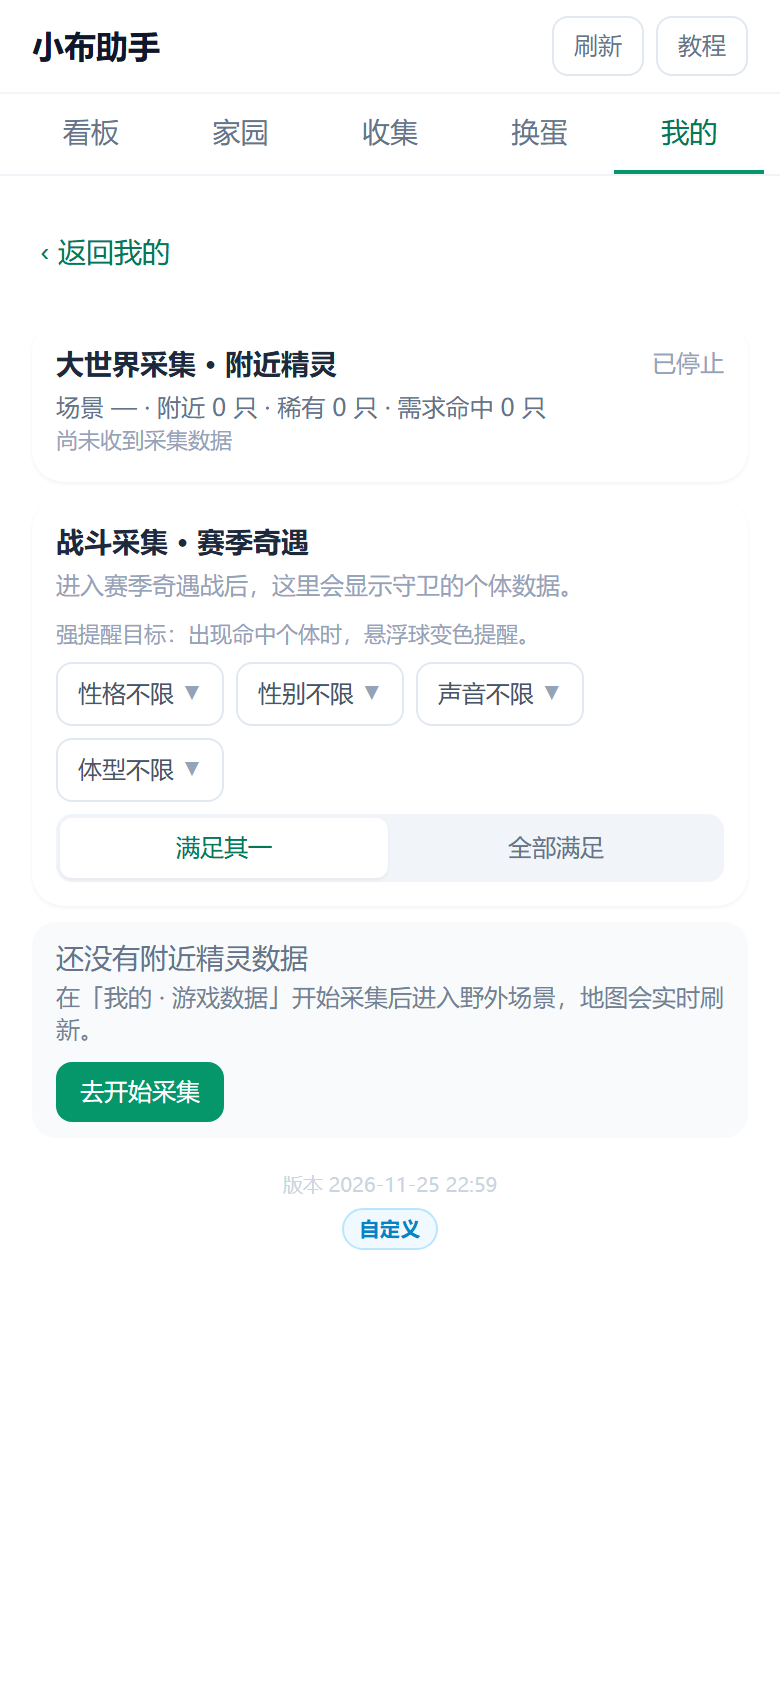 小布助手
刷新
教程
看板
家园
收集
换蛋
我的
‹ 返回我的
大世界采集 · 附近精灵
已停止
场景 — · 附近 0 只 · 稀有 0 只 · 需求命中 0 只
尚未收到采集数据
战斗采集 · 赛季奇遇
进入赛季奇遇战后，这里会显示守卫的个体数据。
强提醒目标：出现命中个体时，悬浮球变色提醒。
性格不限 ▼
性别不限 ▼
声音不限 ▼
体型不限 ▼
满足其一
全部满足
还没有附近精灵数据
在「我的 · 游戏数据」开始采集后进入野外场景，地图会实时刷
新。
去开始采集
版本 2026-11-25 22:59
自定义